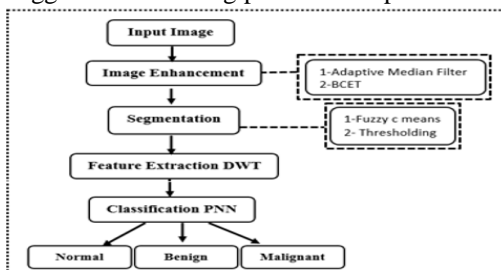 Input Image
Image Enhancement
1-Adaptive Median Filter
2-BCET
Segmentation
1-Fuzzy c means
2- Thresholding
Feature Extraction DWT
Classification PNN
Normal
Benign
Malignant